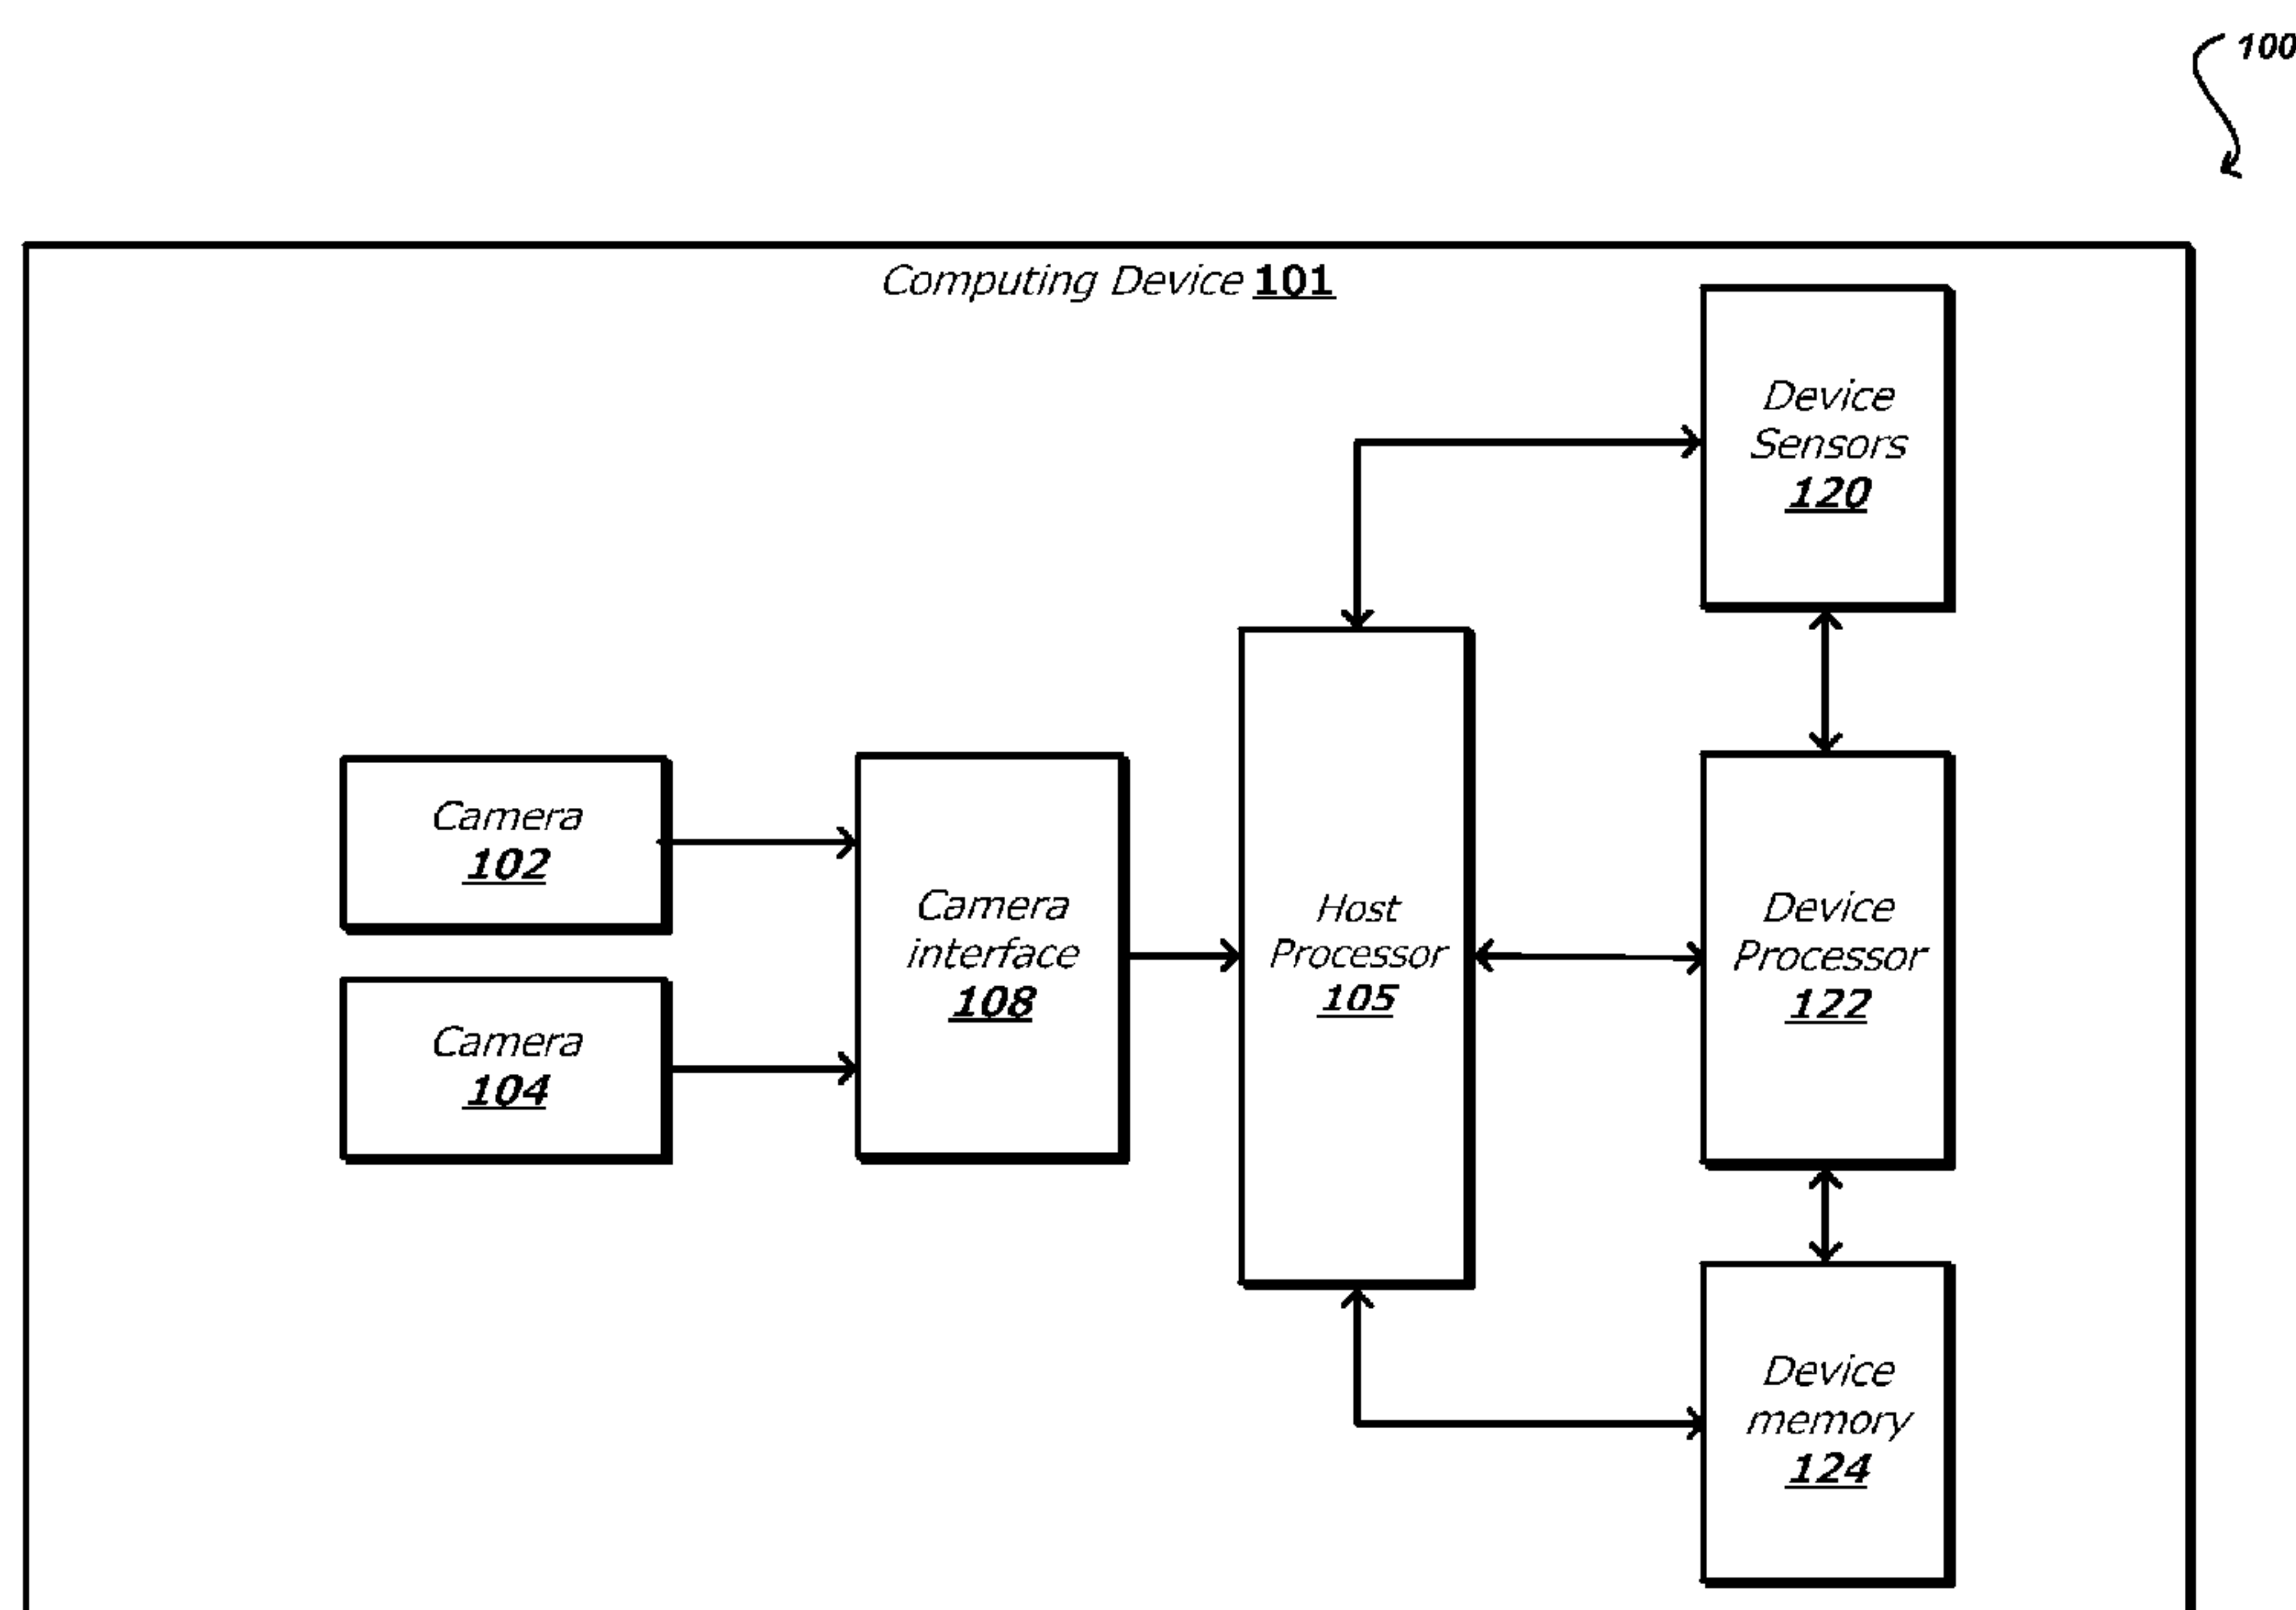 100
Computing Device 101
Device
Sensors
120
Camera
102
Camera
104
Camera
interface
108
Host
Processor
105
Device
Processor
122
Device
memory
124